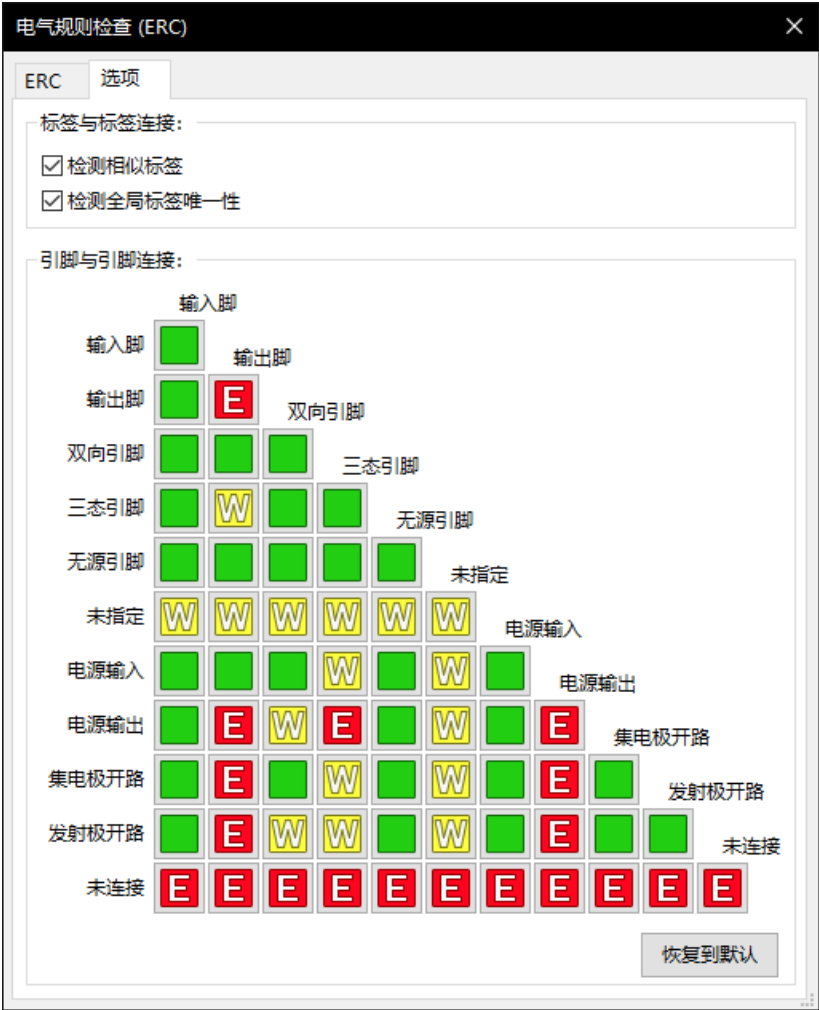 电气规则检查 (ERC)
ERC 选项
标签与标签连接：
检测相似标签
检测全局标签唯一性
引脚与引脚连接：
输入脚
输入脚
输出脚
输出脚 E
双向引脚
双向引脚
三态引脚
三态引脚 W
无源引脚
无源引脚
未指定
未指定 W W W W W W
电源输入
电源输入 W W
电源输出
电源输出 E W E W E
集电极开路
集电极开路 E W W E
发射极开路
发射极开路 E W W W E
未连接
未连接 E E E E E E E E E E E
恢复到默认